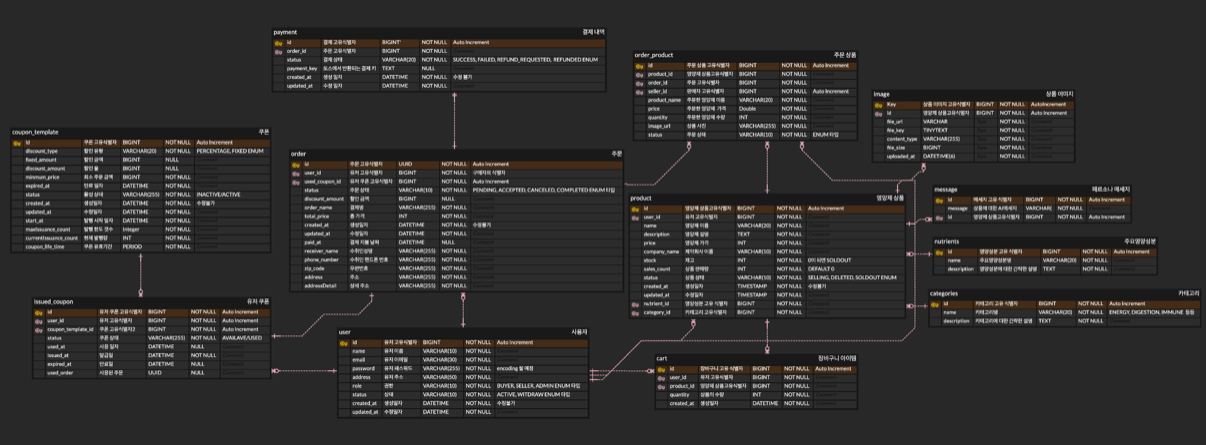 payment 결제 내역
id 결제 고유식별자 BIGINT NOT NULL Auto Increment
order_id 주문 고유식별자 BIGINT NOT NULL
status 결제 상태 VARCHAR(20) NOT NULL SUCCESS, FAILED, REFUND_REQUESTED, REFUNDED ENUM
payment_key 토스에서 반환되는 결제 키 TEXT NULL
created_at 생성 일자 DATETIME NOT NULL 수정 불가
updated_at 수정 일자 DATETIME NOT NULL
order_product 주문 상품
id 주문 상품 고유식별자 BIGINT NOT NULL Auto Increment
product_id 영양제 상품고유식별자 BIGINT NOT NULL
order_id 주문 고유식별자 BIGINT NOT NULL
seller_id 판매자 고유식별자 BIGINT NOT NULL Auto Increment
product_name 주문한 영양제 이름 VARCHAR(20) NOT NULL
price 주문한 영양제 가격 Double NOT NULL
quantity 주문한 영양제 수량 INT NOT NULL
image_url 상품 사진 VARCHAR(255) NOT NULL
status 주문 상태 VARCHAR(10) NOT NULL ENUM 타입
image 상품 이미지
Key 상품 이미지 고유식별자 BIGINT NOT NULL AutoIncrement
id 영양제 상품고유식별자 BIGINT NOT NULL AutoIncrement
file_url VARCHAR NOT NULL
file_key TINYTEXT NOT NULL
content_type VARCHAR(255) NOT NULL
file_size BIGINT NOT NULL
uploaded_at DATETIME(6) NOT NULL
coupon_template 쿠폰
id 쿠폰 고유식별자 BIGINT NOT NULL Auto Increment
discount_type 할인 유형 VARCHAR(20) NOT NULL PERCENTAGE, FIXED ENUM
fixed_amount 할인 금액 BIGINT NULL
discount_amount 할인 율 BIGINT NULL
minmum_price 최소 주문 금액 BIGINT NOT NULL
expired_at 만료 일자 DATETIME NOT NULL
status 활성 상태 VARCHAR(255) NOT NULL INACTIVE/ACTIVE
created_at 생성일자 DATETIME NOT NULL 수정불가
updated_at 수정일자 DATETIME NOT NULL
start_at 발행 시작 일자 DATETIME NOT NULL
maxIssuance_count 발행 한도 갯수 Integer NOT NULL
currentIssuance_count 현재 발행량 INT NOT NULL
coupon_life_time 쿠폰 유효기간 PERIOD NOT NULL
order 주문
id 주문 고유식별자 UUID NOT NULL Auto Increment
user_id 유저 고유식별자 BIGINT NOT NULL 구매자의 식별자
used_coupon_id 유저 쿠폰 고유식별자 BIGINT NOT NULL Auto Increment
status 주문 상태 VARCHAR(10) NOT NULL PENDING, ACCEPTED, CANCELED, COMPLETED ENUM 타입
discount_amount 할인 금액 BIGINT NULL
order_name 결제명 VARCHAR(255) NOT NULL
total_price 총 가격 INT NOT NULL
created_at 생성일자 DATETIME NOT NULL 수정불가
updated_at 수정일자 DATETIME NOT NULL
paid_at 결제 지불 날짜 DATETIME NULL
receiver_name 수취인성명 VARCHAR(255) NOT NULL
phone_number 수취인 핸드폰 번호 VARCHAR(255) NOT NULL
zip_code 우편번호 VARCHAR(255) NOT NULL
address 주소 VARCHAR(255) NOT NULL
addressDetail 상세 주소 VARCHAR(255) NOT NULL
product 영양제 상품
id 영양제 상품고유식별자 BIGINT NOT NULL Auto Increment
user_id 유저 고유식별자 BIGINT NOT NULL
name 영양제 이름 VARCHAR(20) NOT NULL
description 영양제 설명 TEXT NOT NULL
price 영양제 가격 INT NOT NULL
company_name 제약회사 이름 VARCHAR(20) NOT NULL
stock 재고 INT NOT NULL 0이 되면 SOLDOUT
sales_count 상품 판매량 INT NOT NULL DEFAULT 0
status 상품 상태 VARCHAR(10) NOT NULL SELLING, DELETED, SOLDOUT ENUM
created_at 생성일자 TIMESTAMP NOT NULL 수정불가
updated_at 수정일자 TIMESTAMP NOT NULL
nutrient_id 영양성분 고유 식별자 BIGINT NOT NULL
category_id 카테고리 고유식별자 BIGINT NOT NULL
message 페르소나 메세지
id 메세지 고유 식별자 BIGINT NOT NULL Auto Increment
message 상품에 대한 AI메세지 VARCHAR NOT NULL
id 영양제 상품고유식별자 BIGINT NOT NULL Auto Increment
nutrients 주요영양성분
id 영양성분 고유 식별자 BIGINT NOT NULL Auto Increment
name 주요영양성분명 VARCHAR(20) NOT NULL
description 영양성분에 대한 간략한 설명 TEXT NOT NULL
categories 카테고리
id 카테고리 고유 식별자 BIGINT NOT NULL Auto Increment
name 카테고리명 VARCHAR(20) NOT NULL ENERGY, DIGESTION, IMMUNE 등등
description 카테고리에 대한 간략한 설명 TEXT NOT NULL
issued_coupon 유저 쿠폰
id 유저 쿠폰 고유식별자 BIGINT NOT NULL Auto Increment
user_id 유저 고유식별자 BIGINT NOT NULL Auto Increment
coupon_template_id 쿠폰 고유식별자2 BIGINT NOT NULL Auto Increment
status 쿠폰 상태 VARCHAR(255) NOT NULL AVAILAVE/USED
used_at 사용 일자 DATETIME NULL
issued_at 발급일 DATETIME NOT NULL
expired_at 만료일 DATETIME NOT NULL
used_order 사용된 주문 UUID NULL
user 사용자
id 유저 고유식별자 BIGINT NOT NULL Auto Increment
name 유저 이름 VARCHAR(10) NOT NULL
email 유저 이메일 VARCHAR(30) NOT NULL
password 유저 패스워드 VARCHAR(255) NOT NULL encoding 될 예정
address 유저 주소 VARCHAR(50) NOT NULL
role 권한 VARCHAR(10) NOT NULL BUYER, SELLER, ADMIN ENUM 타입
status 상태 VARCHAR(10) NOT NULL ACTIVE, WITDRAW ENUM 타입
created_at 생성일자 DATETIME NOT NULL 수정불가
updated_at 수정일자 DATETIME NOT NULL
cart 장바구니 아이템
id 장바구니 고유 식별자 BIGINT NOT NULL Auto Increment
user_id 유저 고유식별자 BIGINT NOT NULL
product_id 영양제 상품고유식별자 BIGINT NOT NULL
quantity 상품의 수량 INT NOT NULL
created_at 생성일자 DATETIME NOT NULL